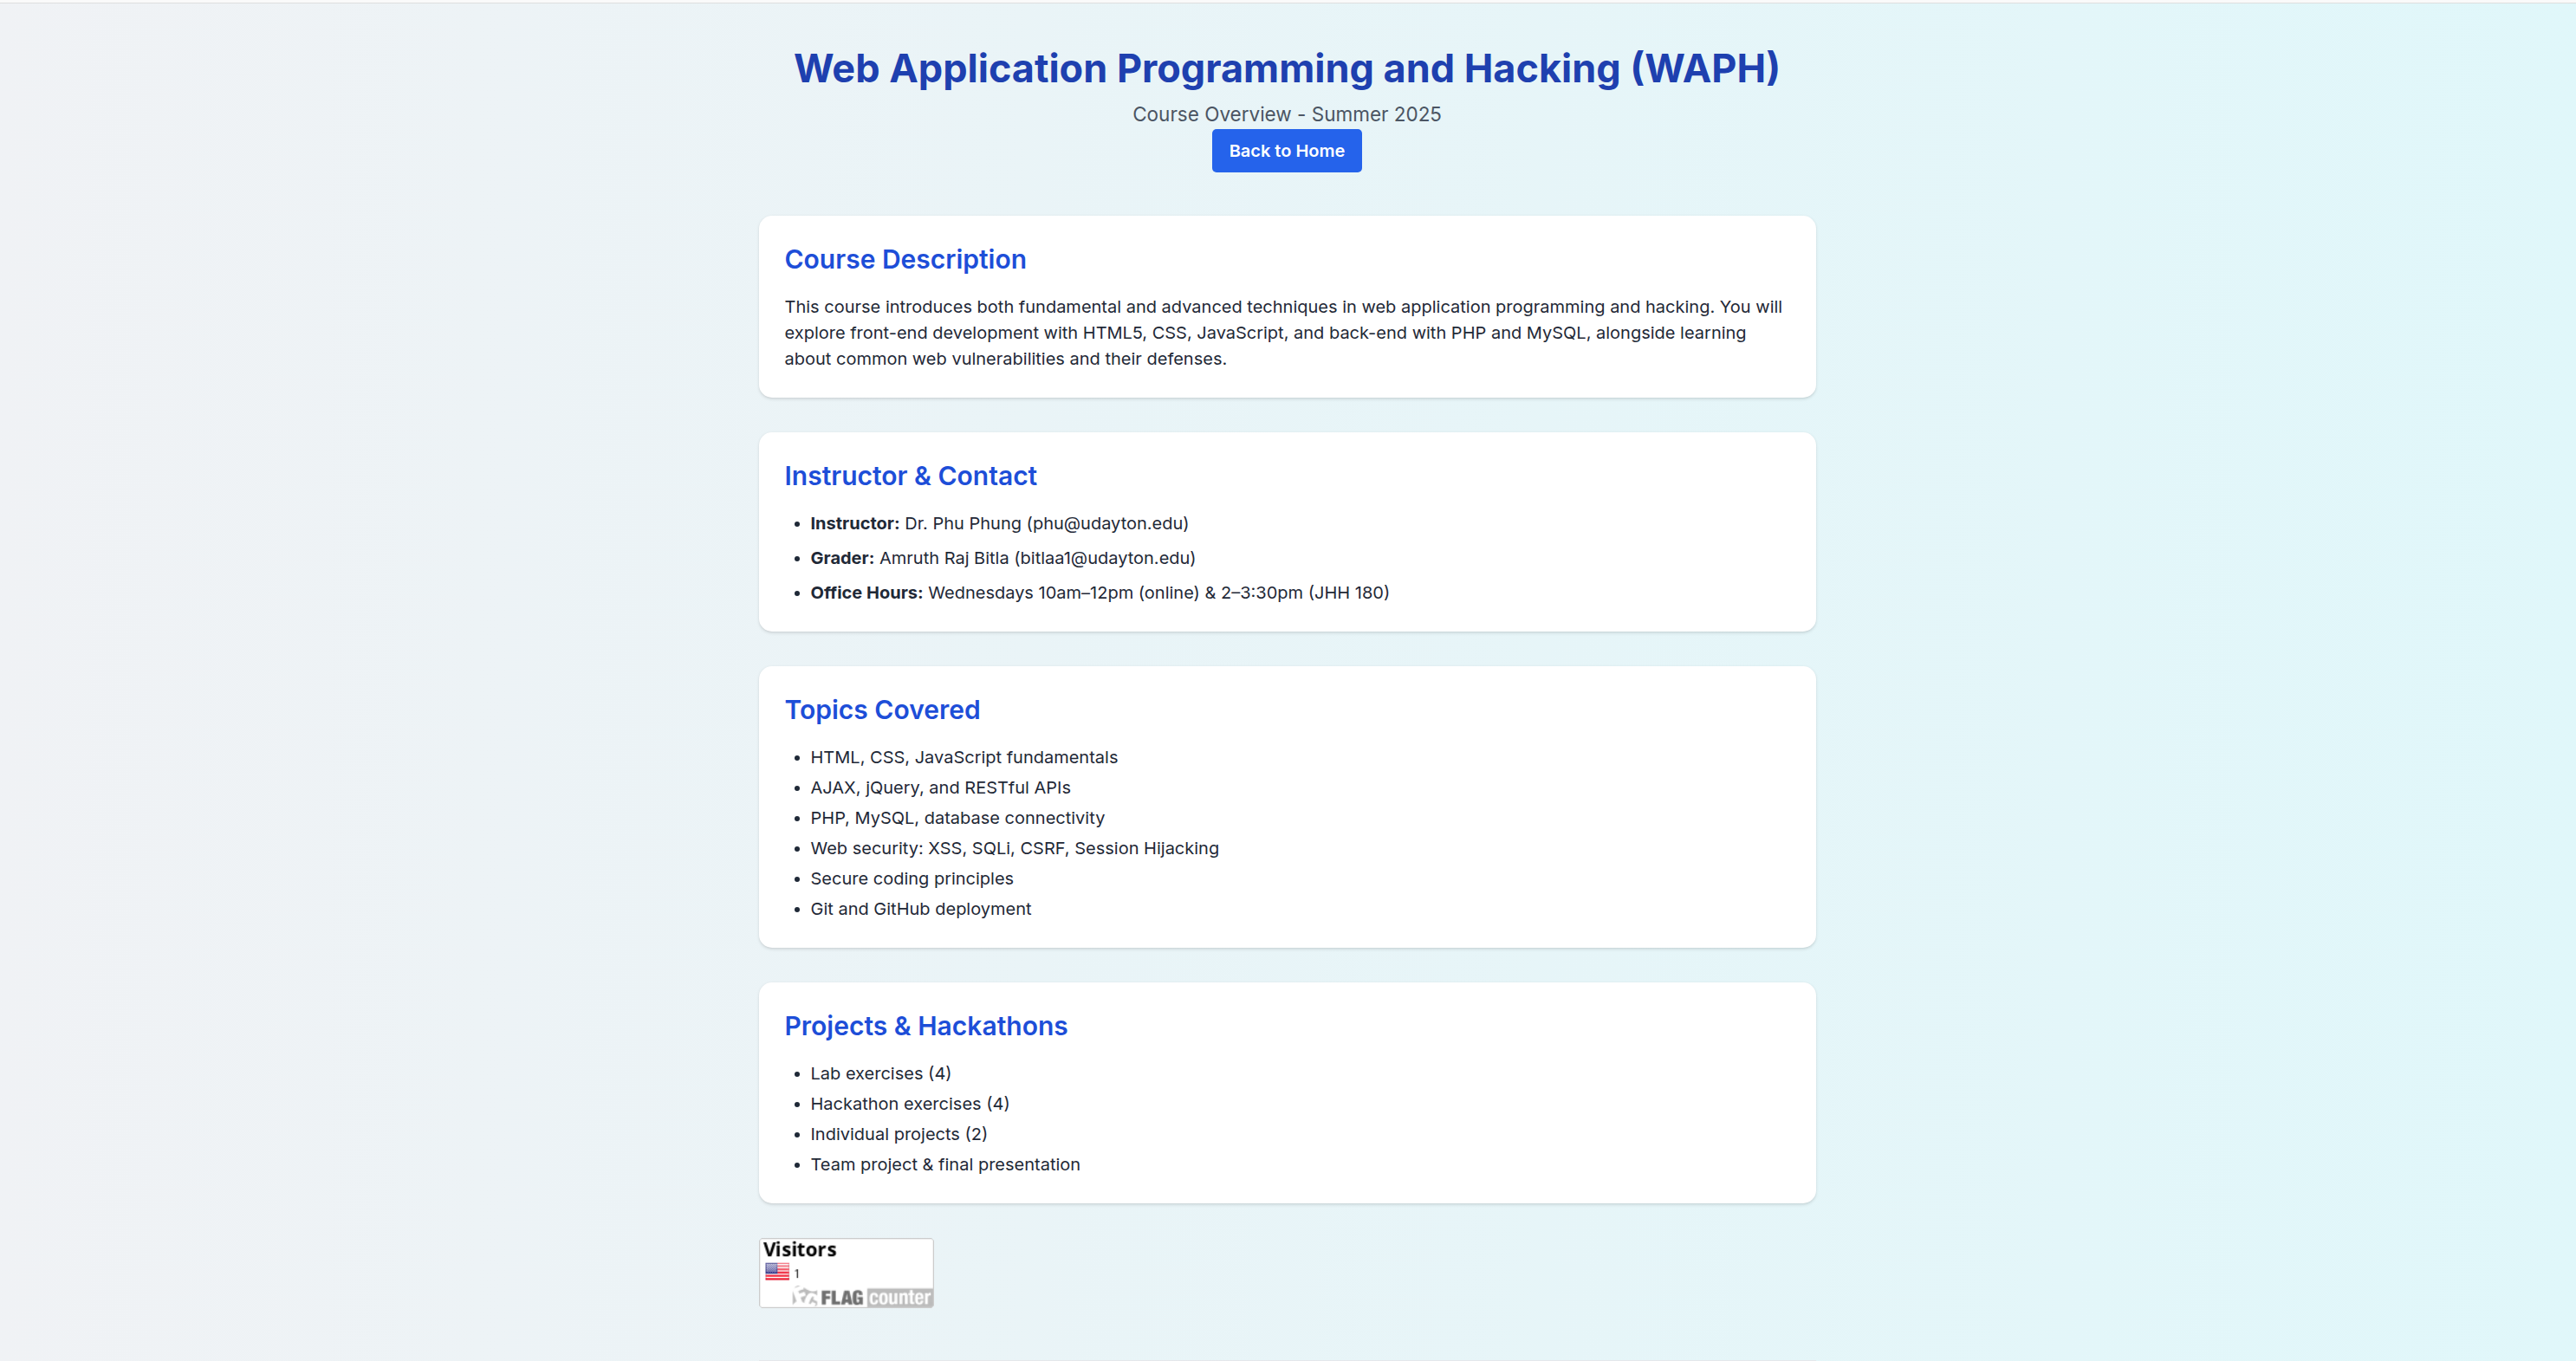 Web Application Programming and Hacking (WAPH)
Course Overview - Summer 2025
Back to Home
Course Description
This course introduces both fundamental and advanced techniques in web application programming and hacking. You will
explore front-end development with HTML5, CSS, JavaScript, and back-end with PHP and MySQL, alongside learning
about common web vulnerabilities and their defenses.
Instructor & Contact
• Instructor: Dr. Phu Phung (phu@udayton.edu)
• Grader: Amruth Raj Bitla (bitlaa1@udayton.edu)
• Office Hours: Wednesdays 10am–12pm (online) & 2–3:30pm (JHH 180)
Topics Covered
• HTML, CSS, JavaScript fundamentals
• AJAX, jQuery, and RESTful APIs
• PHP, MySQL, database connectivity
• Web security: XSS, SQLi, CSRF, Session Hijacking
• Secure coding principles
• Git and GitHub deployment
Projects & Hackathons
• Lab exercises (4)
• Hackathon exercises (4)
• Individual projects (2)
• Team project & final presentation
Visitors
1
FLAG counter